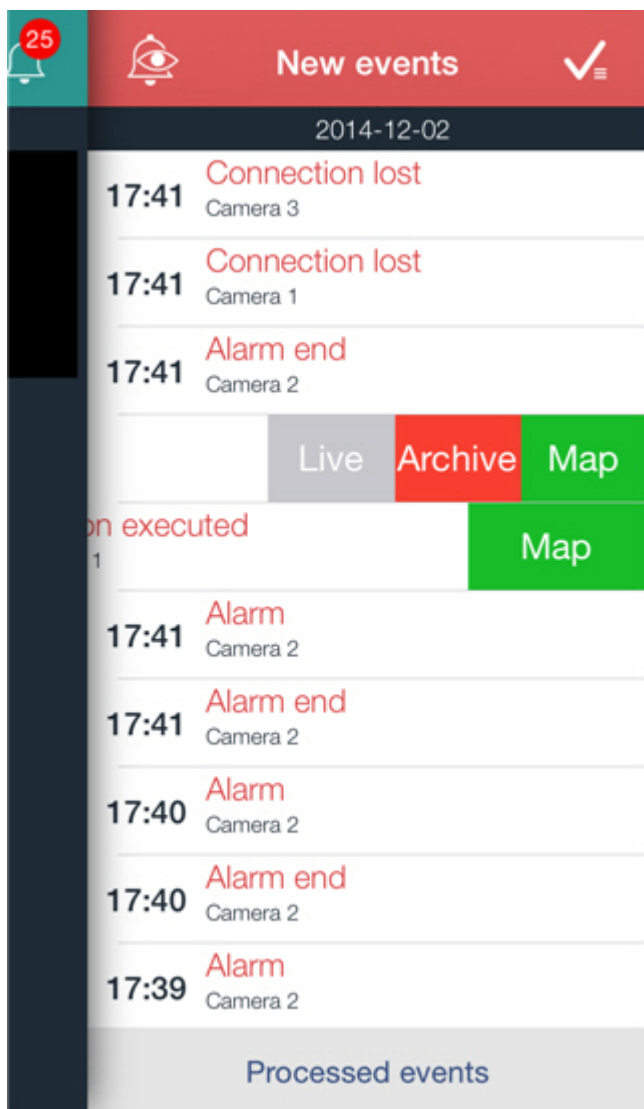 25
New events
2014-12-02
17:41 Connection lost
Camera 3
17:41 Connection lost
Camera 1
17:41 Alarm end
Camera 2
Live Archive Map
on executed
1
Map
17:41 Alarm
Camera 2
17:41 Alarm end
Camera 2
17:40 Alarm
Camera 2
17:40 Alarm end
Camera 2
17:39 Alarm
Camera 2
Processed events